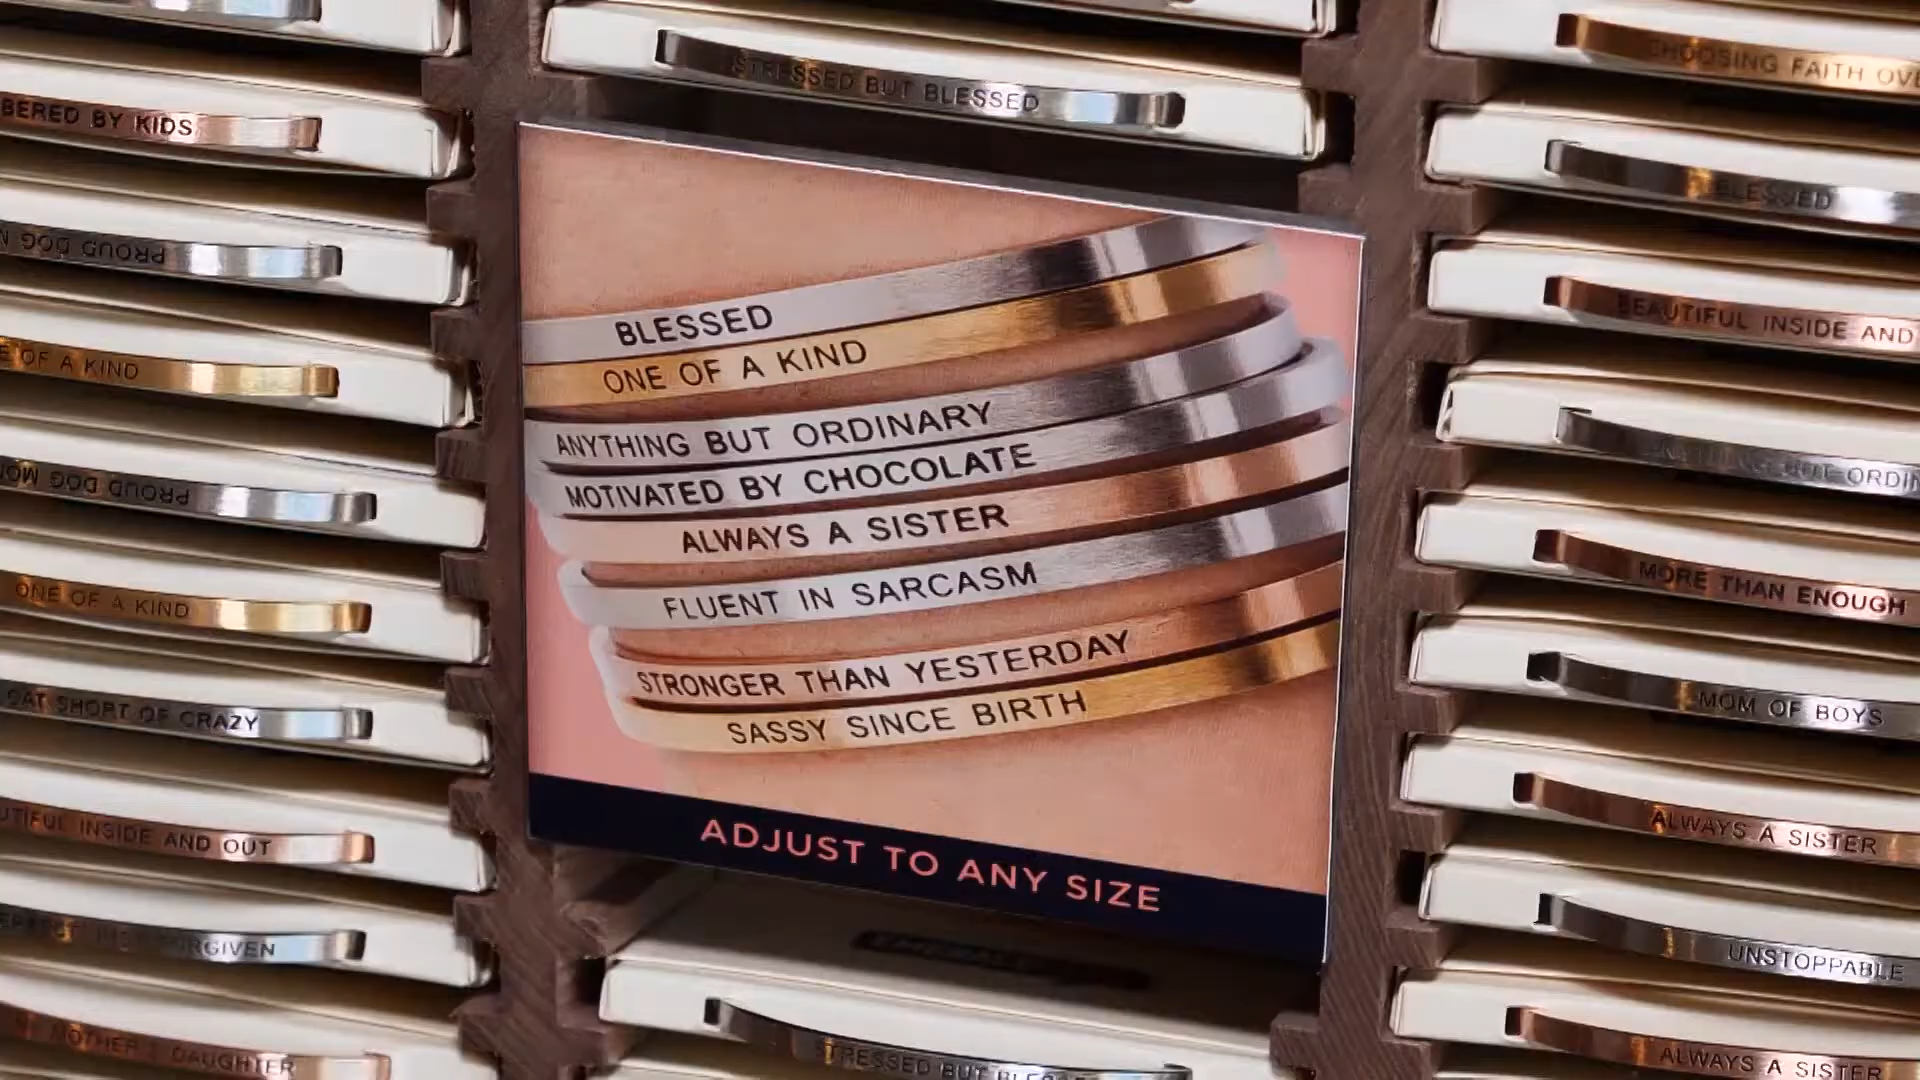 BERED BY KIDS
PROUD DOG
OF A KIND
PROUD DOG MOM
ONE OF A KIND
SHORT OF CRAZY
INSIDE AND OUT
MOTHER DAUGHTER
STRESSED BUT BLESSED
BLESSED
ONE OF A KIND
ANYTHING BUT ORDINARY
MOTIVATED BY CHOCOLATE
ALWAYS A SISTER
FLUENT IN SARCASM
STRONGER THAN YESTERDAY
SASSY SINCE BIRTH
ADJUST TO ANY SIZE
STRESSED BUT
CHOOSING FAITH OVE
BLESSED
BEAUTIFUL INSIDE AND
BUT ORDIN
MORE THAN ENOUGH
MOM OF BOYS
ALWAYS A SISTER
UNSTOPPABLE
ALWAYS A SISTER